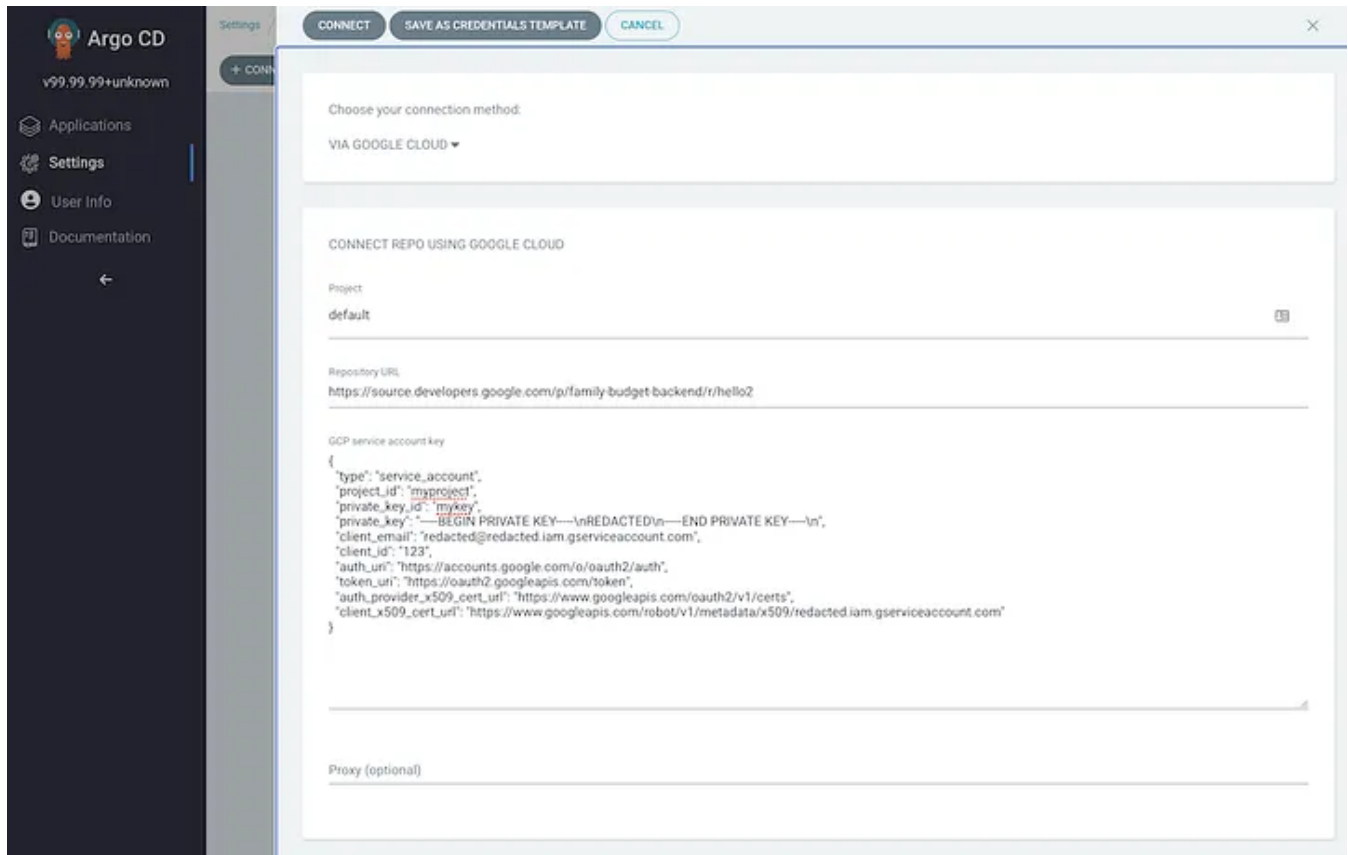 Argo CD
v99.99.99+unknown
Applications
Settings
User Info
Documentation
Settings /
+ CONN
CONNECT
SAVE AS CREDENTIALS TEMPLATE
CANCEL
Choose your connection method:
VIA GOOGLE CLOUD
CONNECT REPO USING GOOGLE CLOUD
Project
default
Repository URL
https://source.developers.google.com/p/family-budget-backend/r/hello2
GCP service account key
{
"type": "service_account",
"project_id": "myproject",
"private_key_id": "mykey",
"private_key": "-----BEGIN PRIVATE KEY-----\nREDACTED\n-----END PRIVATE KEY-----\n",
"client_email": "redacted@redacted.iam.gserviceaccount.com",
"client_id": "123",
"auth_uri": "https://accounts.google.com/o/oauth2/auth",
"token_uri": "https://oauth2.googleapis.com/token",
"auth_provider_x509_cert_url": "https://www.googleapis.com/oauth2/v1/certs",
"client_x509_cert_url": "https://www.googleapis.com/robot/v1/metadata/x509/redacted.iam.gserviceaccount.com"
}
Proxy (optional)